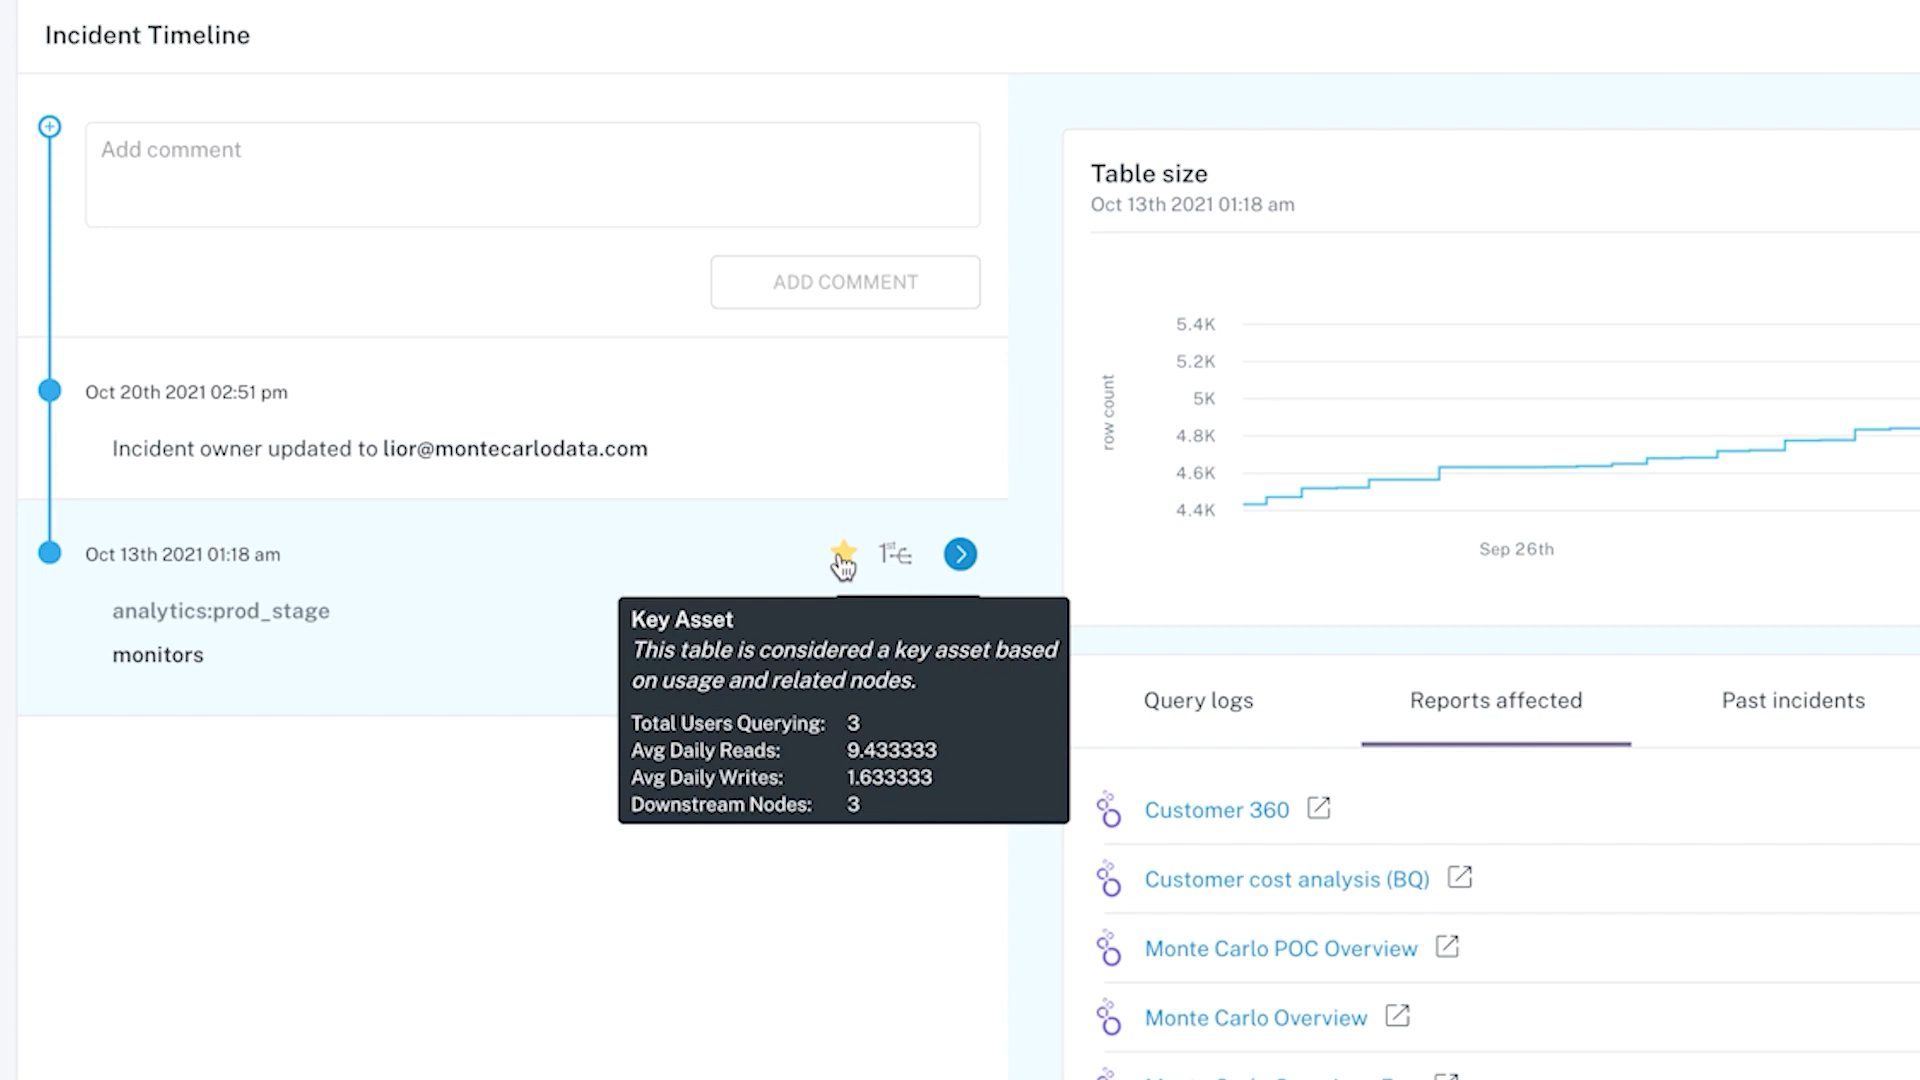 Incident Timeline
Add comment
ADD COMMENT
Oct 20th 2021 02:51 pm
Incident owner updated to lior@montecarlodata.com
Oct 13th 2021 01:18 am
1st
analytics:prod_stage
monitors
Key Asset
This table is considered a key asset based
on usage and related nodes.
Total Users Querying: 3
Avg Daily Reads: 9.433333
Avg Daily Writes: 1.633333
Downstream Nodes: 3
Table size
Oct 13th 2021 01:18 am
row count
5.4K
5.2K
5K
4.8K
4.6K
4.4K
Sep 26th
Query logs
Reports affected
Past incidents
Customer 360
Customer cost analysis (BQ)
Monte Carlo POC Overview
Monte Carlo Overview